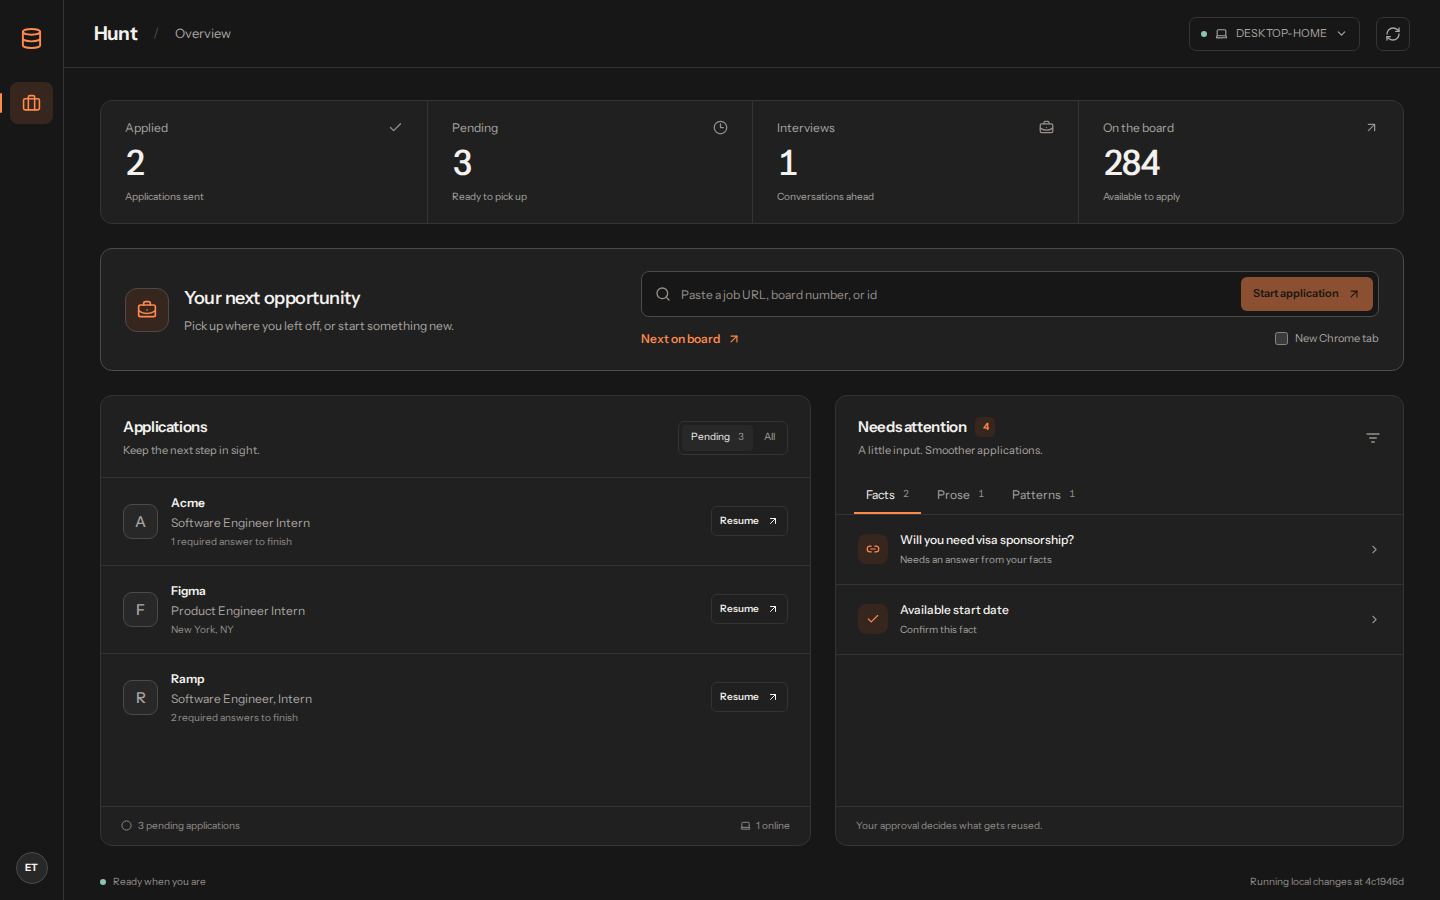 Hunt / Overview
DESKTOP-HOME
Applied
2
Applications sent
Pending
3
Ready to pick up
Interviews
1
Conversations ahead
On the board
284
Available to apply
Your next opportunity
Pick up where you left off, or start something new.
Paste a job URL, board number, or id
Start application
Next on board
New Chrome tab
Applications
Keep the next step in sight.
Pending 3 All
A
Acme
Software Engineer Intern
1 required answer to finish
Resume
F
Figma
Product Engineer Intern
New York, NY
Resume
R
Ramp
Software Engineer, Intern
2 required answers to finish
Resume
3 pending applications
1 online
Needs attention 4
A little input. Smoother applications.
Facts 2 Prose 1 Patterns 1
Will you need visa sponsorship?
Needs an answer from your facts
Available start date
Confirm this fact
Your approval decides what gets reused.
ET
Ready when you are
Running local changes at 4c1946d